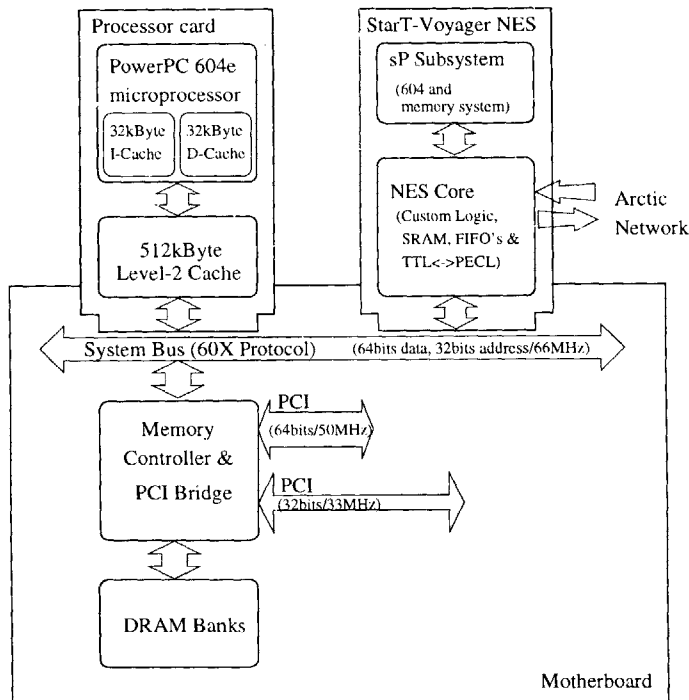 Processor card
PowerPC 604e
microprocessor
32kByte
I-Cache
32kByte
D-Cache
512kByte
Level-2 Cache
StarT-Voyager NES
sP Subsystem
(604 and
memory system)
NES Core
(Custom Logic,
SRAM, FIFO's &
TTL<->PECL)
Arctic
Network
System Bus (60X Protocol) (64bits data, 32bits address/66MHz)
Memory
Controller &
PCI Bridge
PCI
(64bits/50MHz)
PCI
(32bits/33MHz)
DRAM Banks
Motherboard